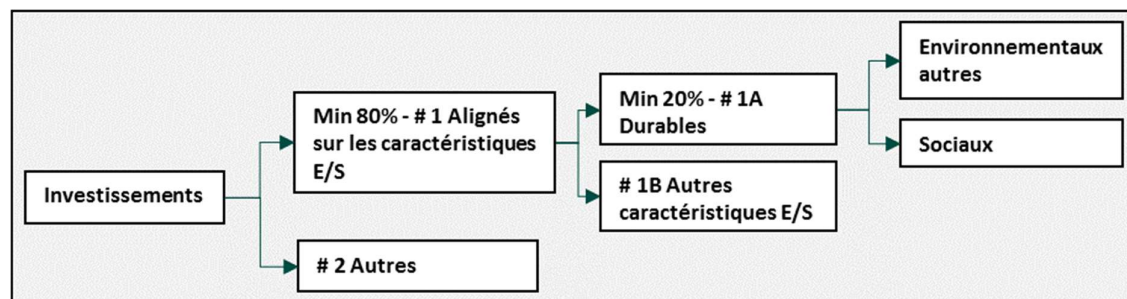 Investissements
Min 80% - # 1 Alignés
sur les caractéristiques
E/S
# 2 Autres
Min 20% - # 1A
Durables
# 1B Autres
caractéristiques E/S
Environnementaux
autres
Sociaux